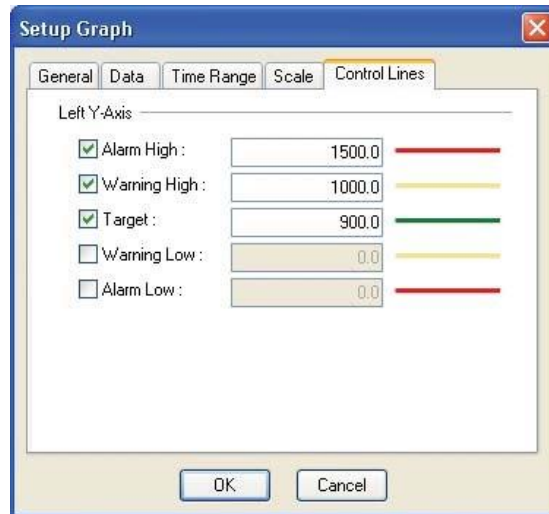 Setup Graph
General Data Time Range Scale Control Lines
Left Y-Axis
Alarm High : 1500.0
Warning High : 1000.0
Target : 900.0
Warning Low : 0.0
Alarm Low : 0.0
OK Cancel